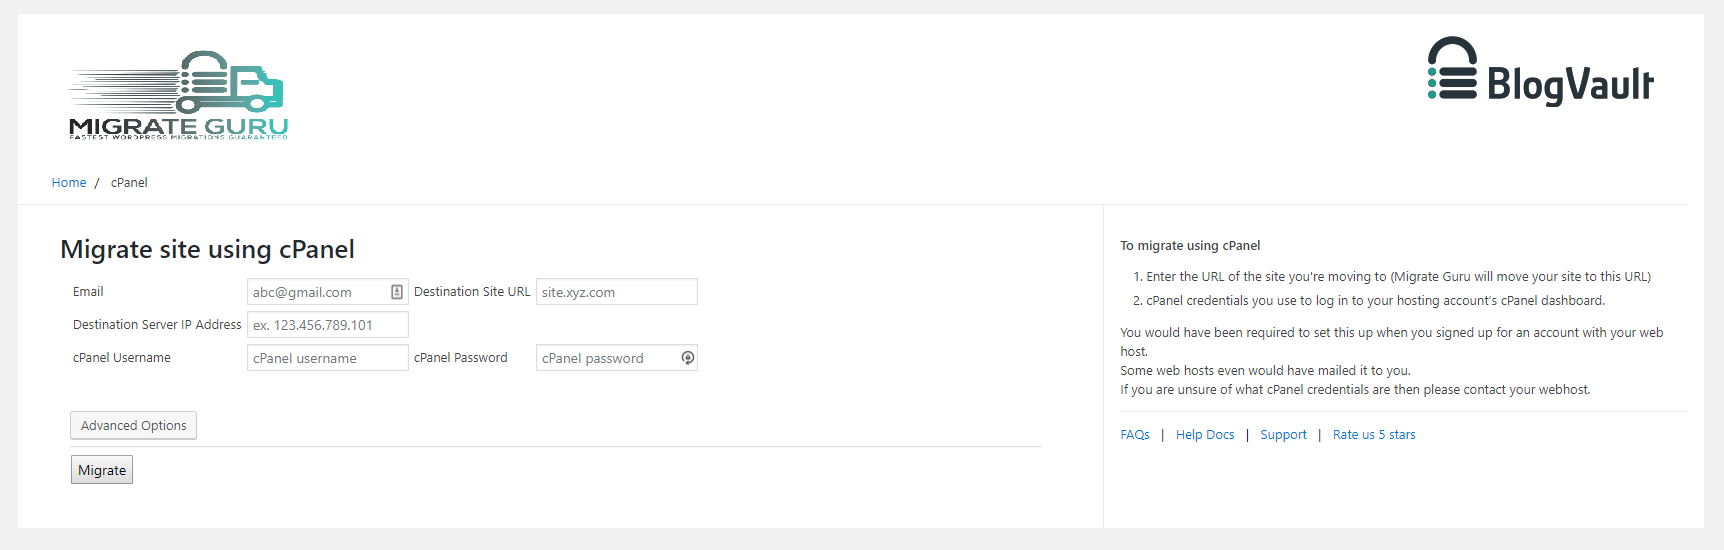 MIGRATE GURU
FASTEST WORDPRESS MIGRATIONS GUARANTEED
BlogVault
Home / cPanel
Migrate site using cPanel
Email abc@gmail.com Destination Site URL site.xyz.com
Destination Server IP Address ex. 123.456.789.101
cPanel Username cPanel username cPanel Password cPanel password
Advanced Options
Migrate
To migrate using cPanel
1. Enter the URL of the site you're moving to (Migrate Guru will move your site to this URL)
2. cPanel credentials you use to log in to your hosting account's cPanel dashboard.
You would have been required to set this up when you signed up for an account with your web
host.
Some web hosts even would have mailed it to you.
If you are unsure of what cPanel credentials are then please contact your webhost.
FAQs | Help Docs | Support | Rate us 5 stars